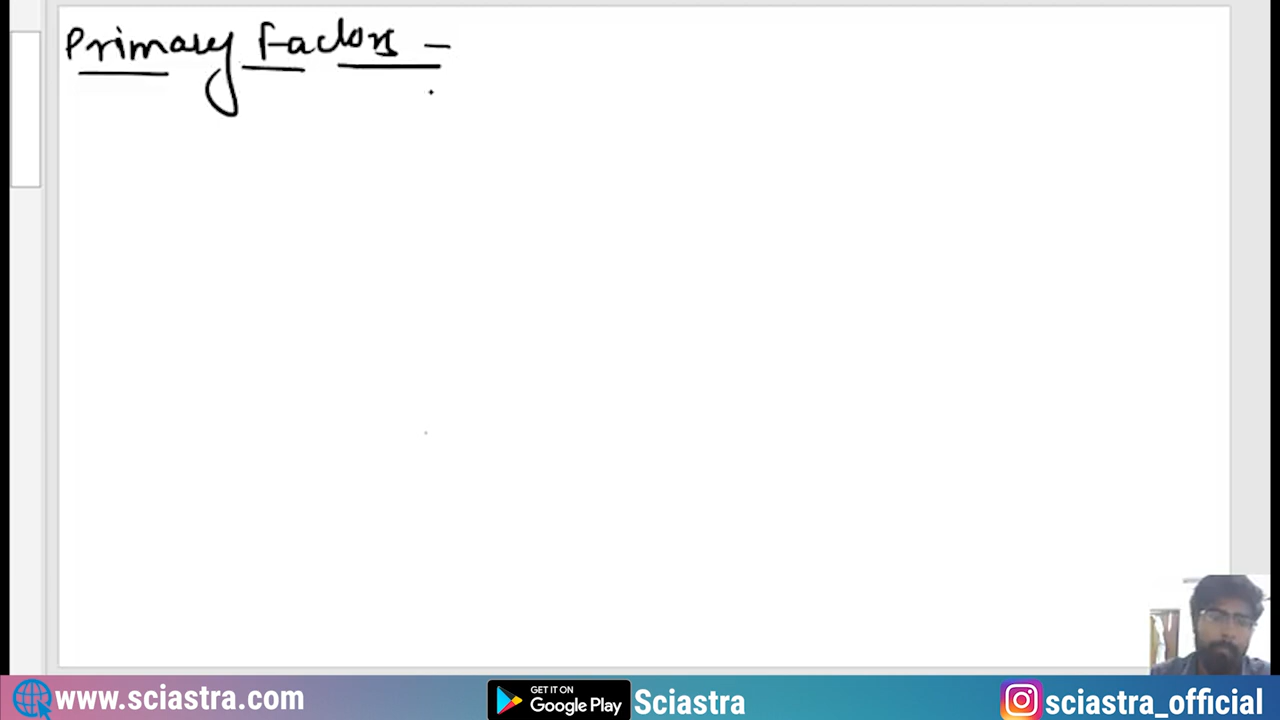 Primary Factors -
www.sciastra.com
GET IT ON
Google Play
Sciastra
sciastra_official